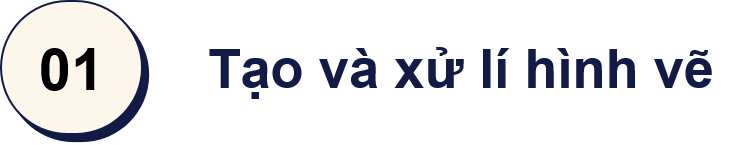 01
Tạo và xử lí hình vẽ